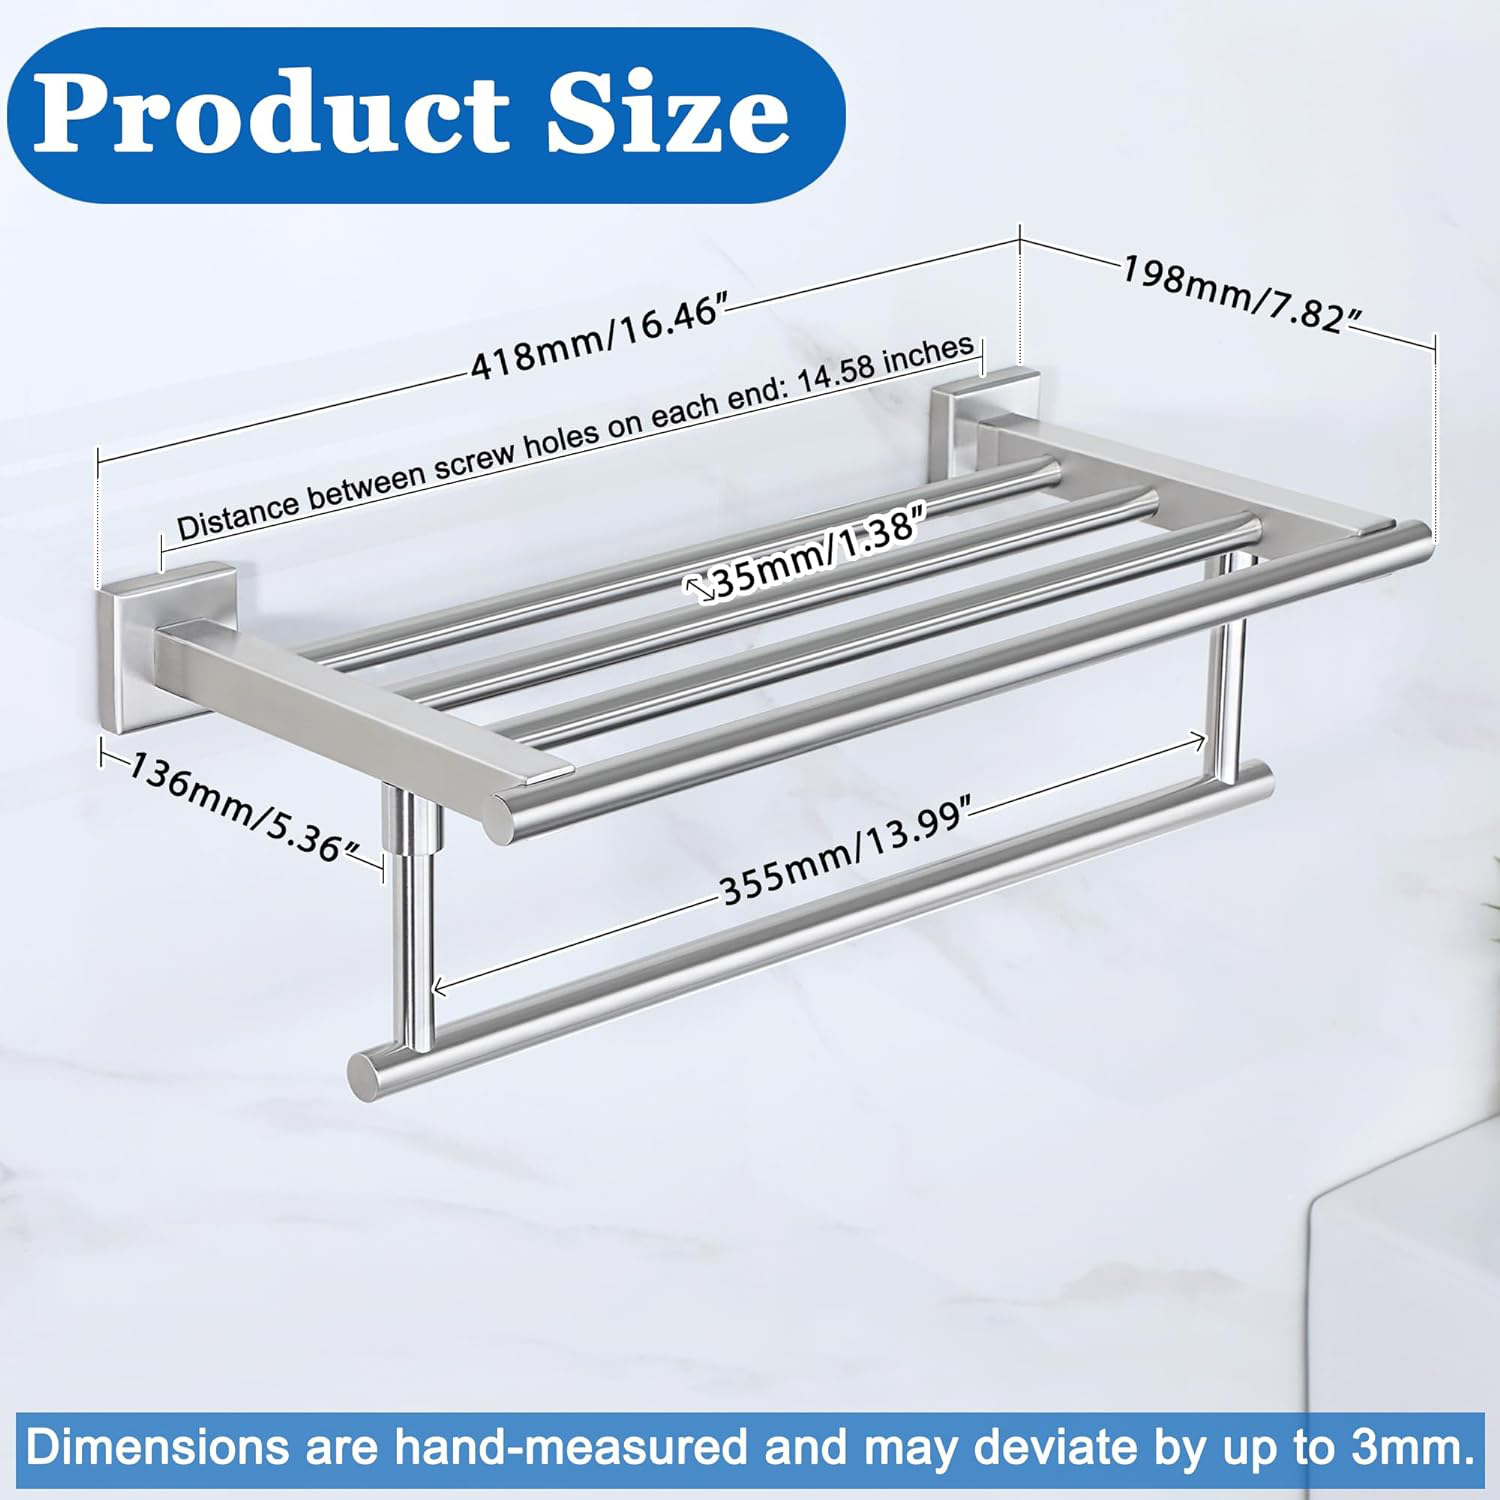 Product Size
418mm/16.46″
198mm/7.82″
Distance between screw holes on each end: 14.58 inches
35mm/1.38″
136mm/5.36″
355mm/13.99″
Dimensions are hand-measured and may deviate by up to 3mm.